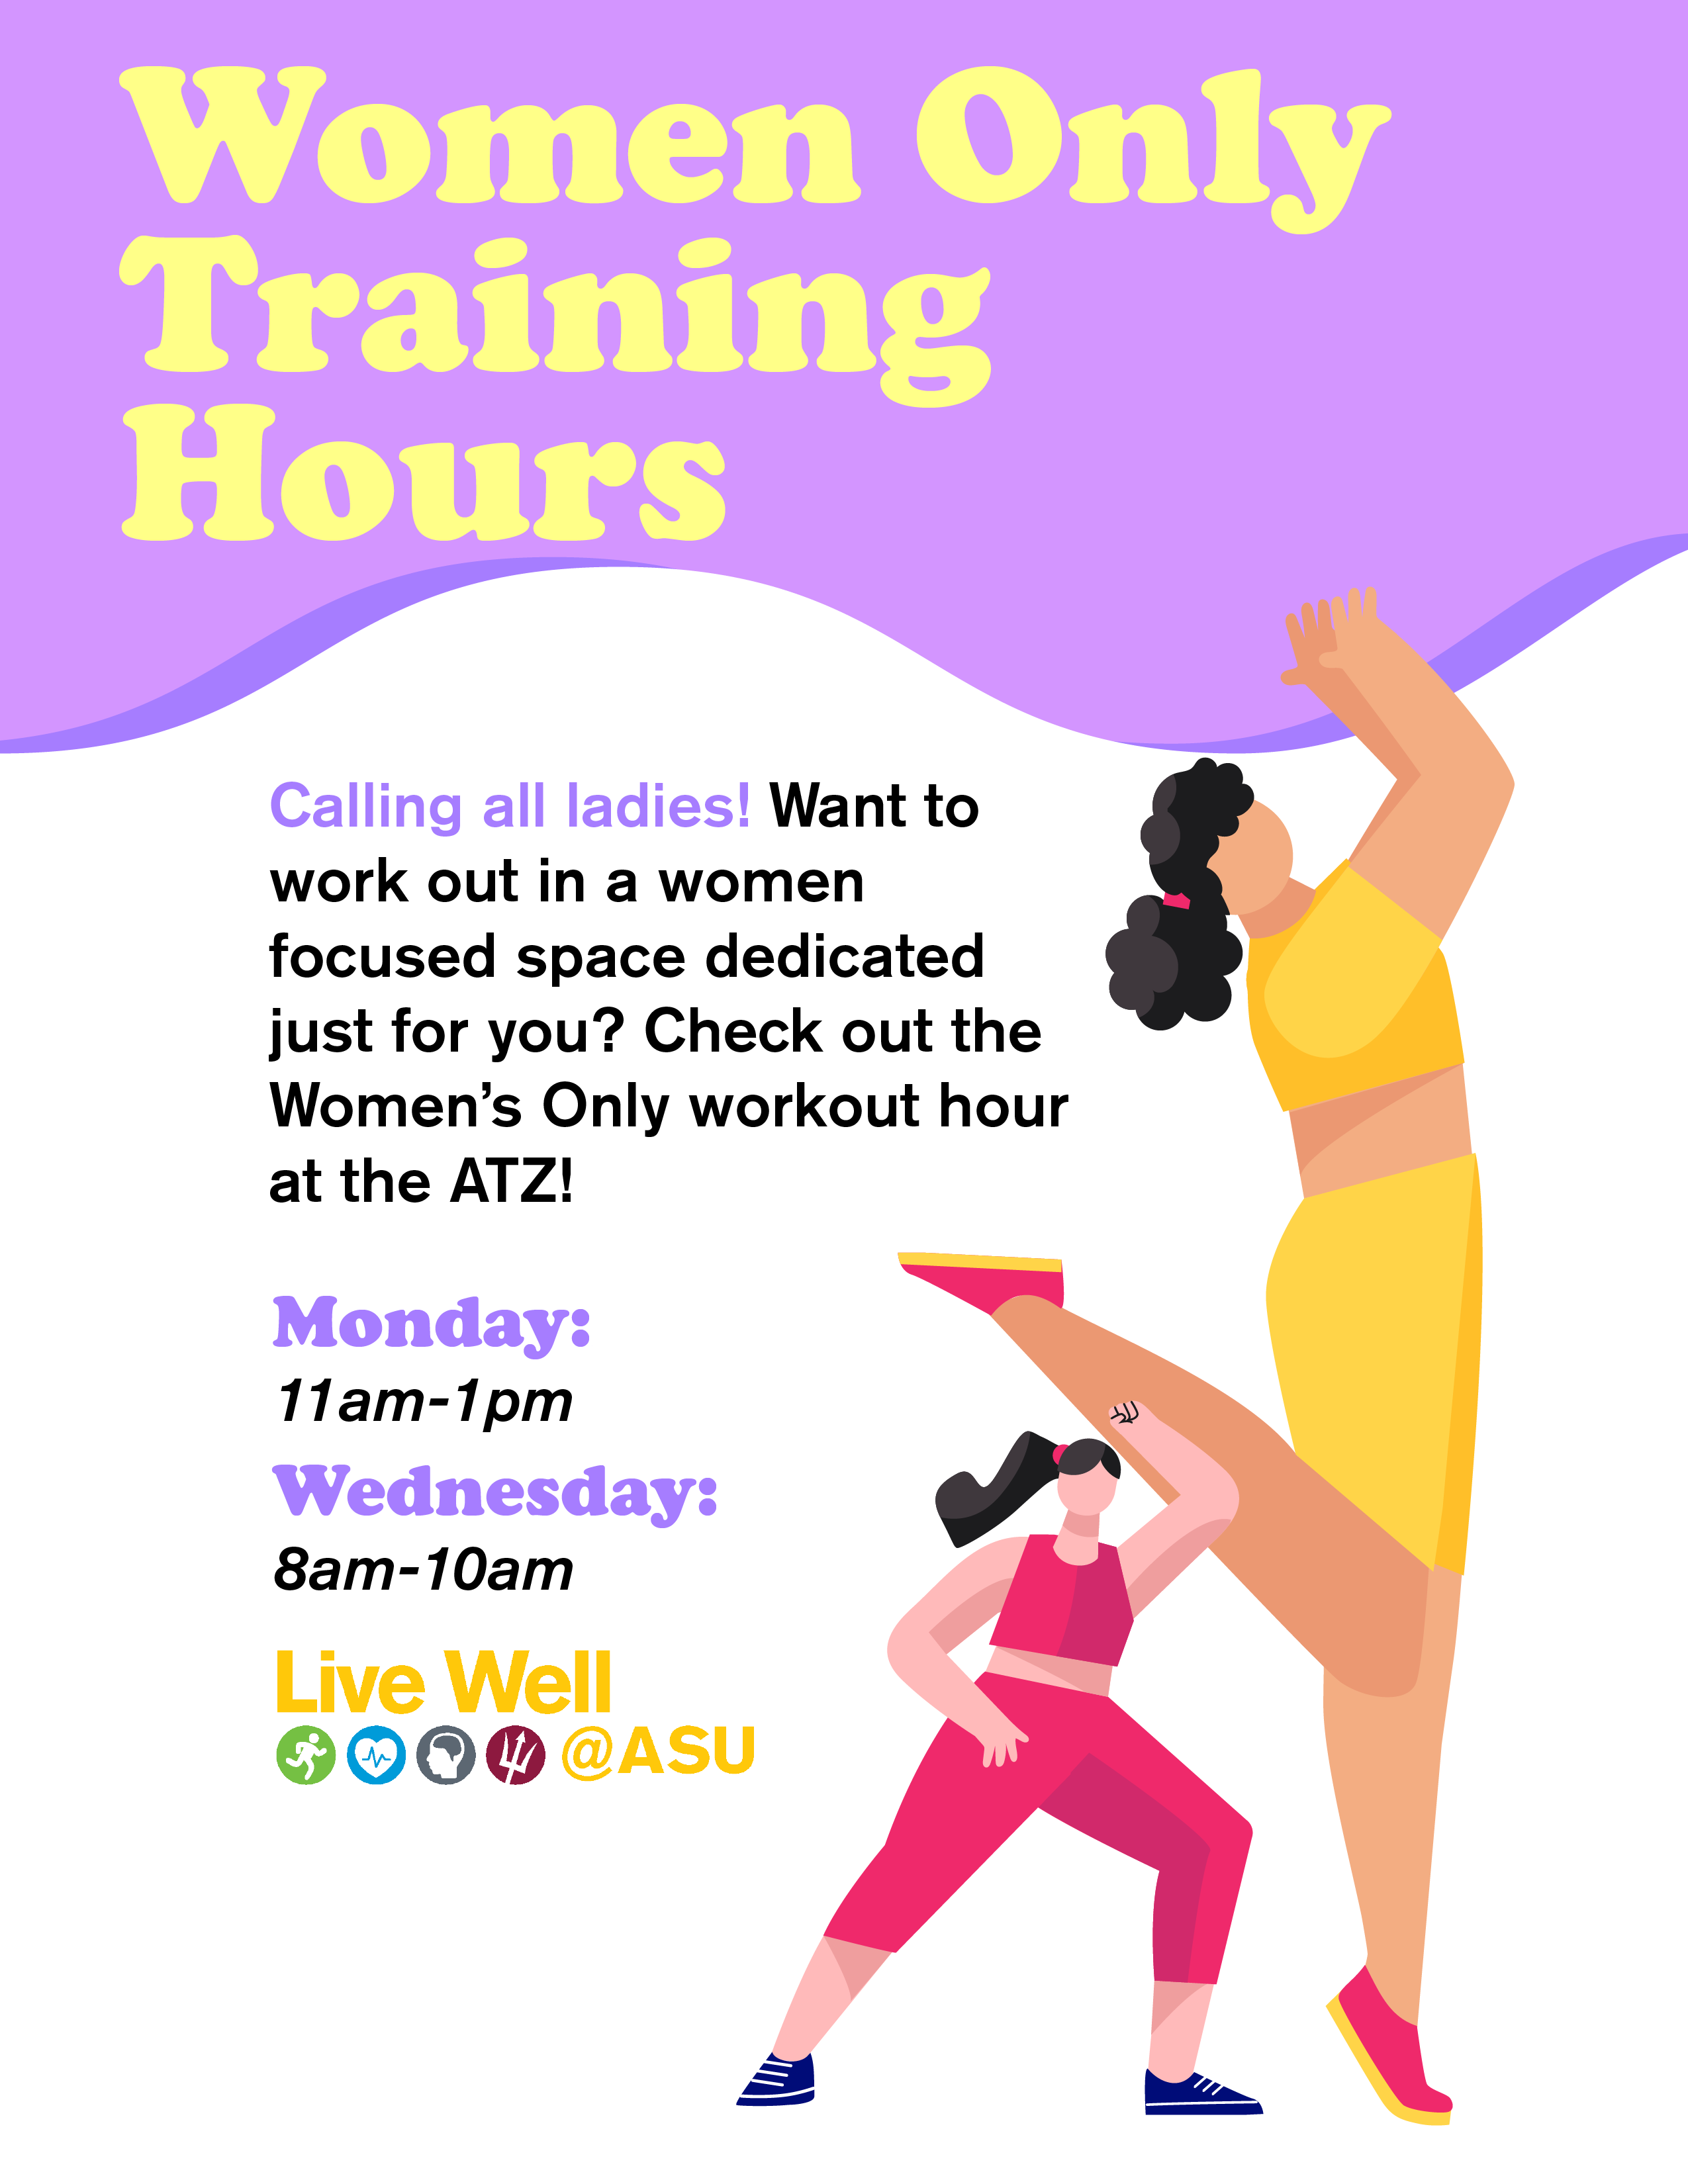 Women Only
Training
Hours
Calling all ladies! Want to
work out in a women
focused space dedicated
just for you? Check out the
Women’s Only workout hour
at the ATZ!
Monday:
11am-1pm
Wednesday:
8am-10am
Live Well
@ASU